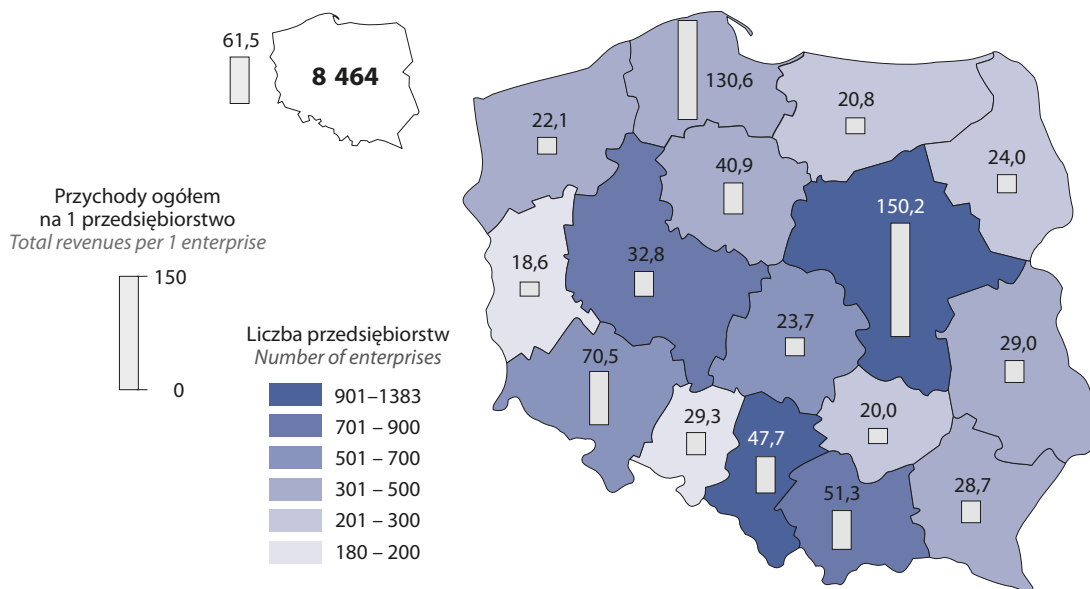 61,5
8 464
Przychody ogółem
na 1 przedsiębiorstwo
Total revenues per 1 enterprise
150
0
Liczba przedsiębiorstw
Number of enterprises
901–1383
701 – 900
501 – 700
301 – 500
201 – 300
180 – 200
130,6
20,8
22,1
40,9
24,0
150,2
18,6
32,8
23,7
29,0
70,5
29,3
20,0
47,7
51,3
28,7